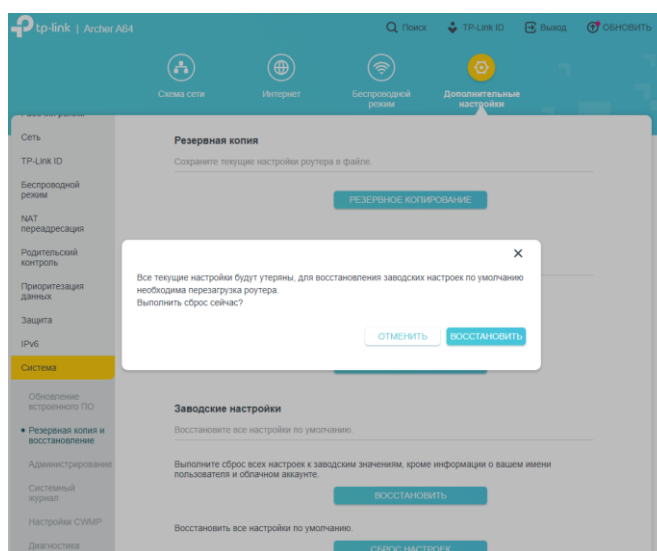 tp-link | Archer A64
Поиск
TP-Link ID
Выход
ОБНОВИТЬ
Схема сети
Интернет
Беспроводной
режим
Дополнительные
настройки
Сеть
TP-Link ID
Беспроводной
режим
NAT
переадресация
Родительский
контроль
Приоритезация
данных
Защита
IPv6
Система
Обновление
встроенного ПО
Резервная копия и
восстановление
Администрирование
Системный
журнал
Настройки CWMP
Диагностика
Резервная копия
Сохраните текущие настройки роутера в файле.
РЕЗЕРВНОЕ КОПИРОВАНИЕ
Все текущие настройки будут утеряны, для восстановления заводских настроек по умолчанию
необходима перезагрузка роутера.
Выполнить сброс сейчас?
ОТМЕНИТЬ
ВОССТАНОВИТЬ
Заводские настройки
Восстановите все настройки по умолчанию.
Выполните сброс всех настроек к заводским значениям, кроме информации о вашем имени
пользователя и облачном аккаунте.
ВОССТАНОВИТЬ
Восстановить все настройки по умолчанию.
СБРОС НАСТРОЕК